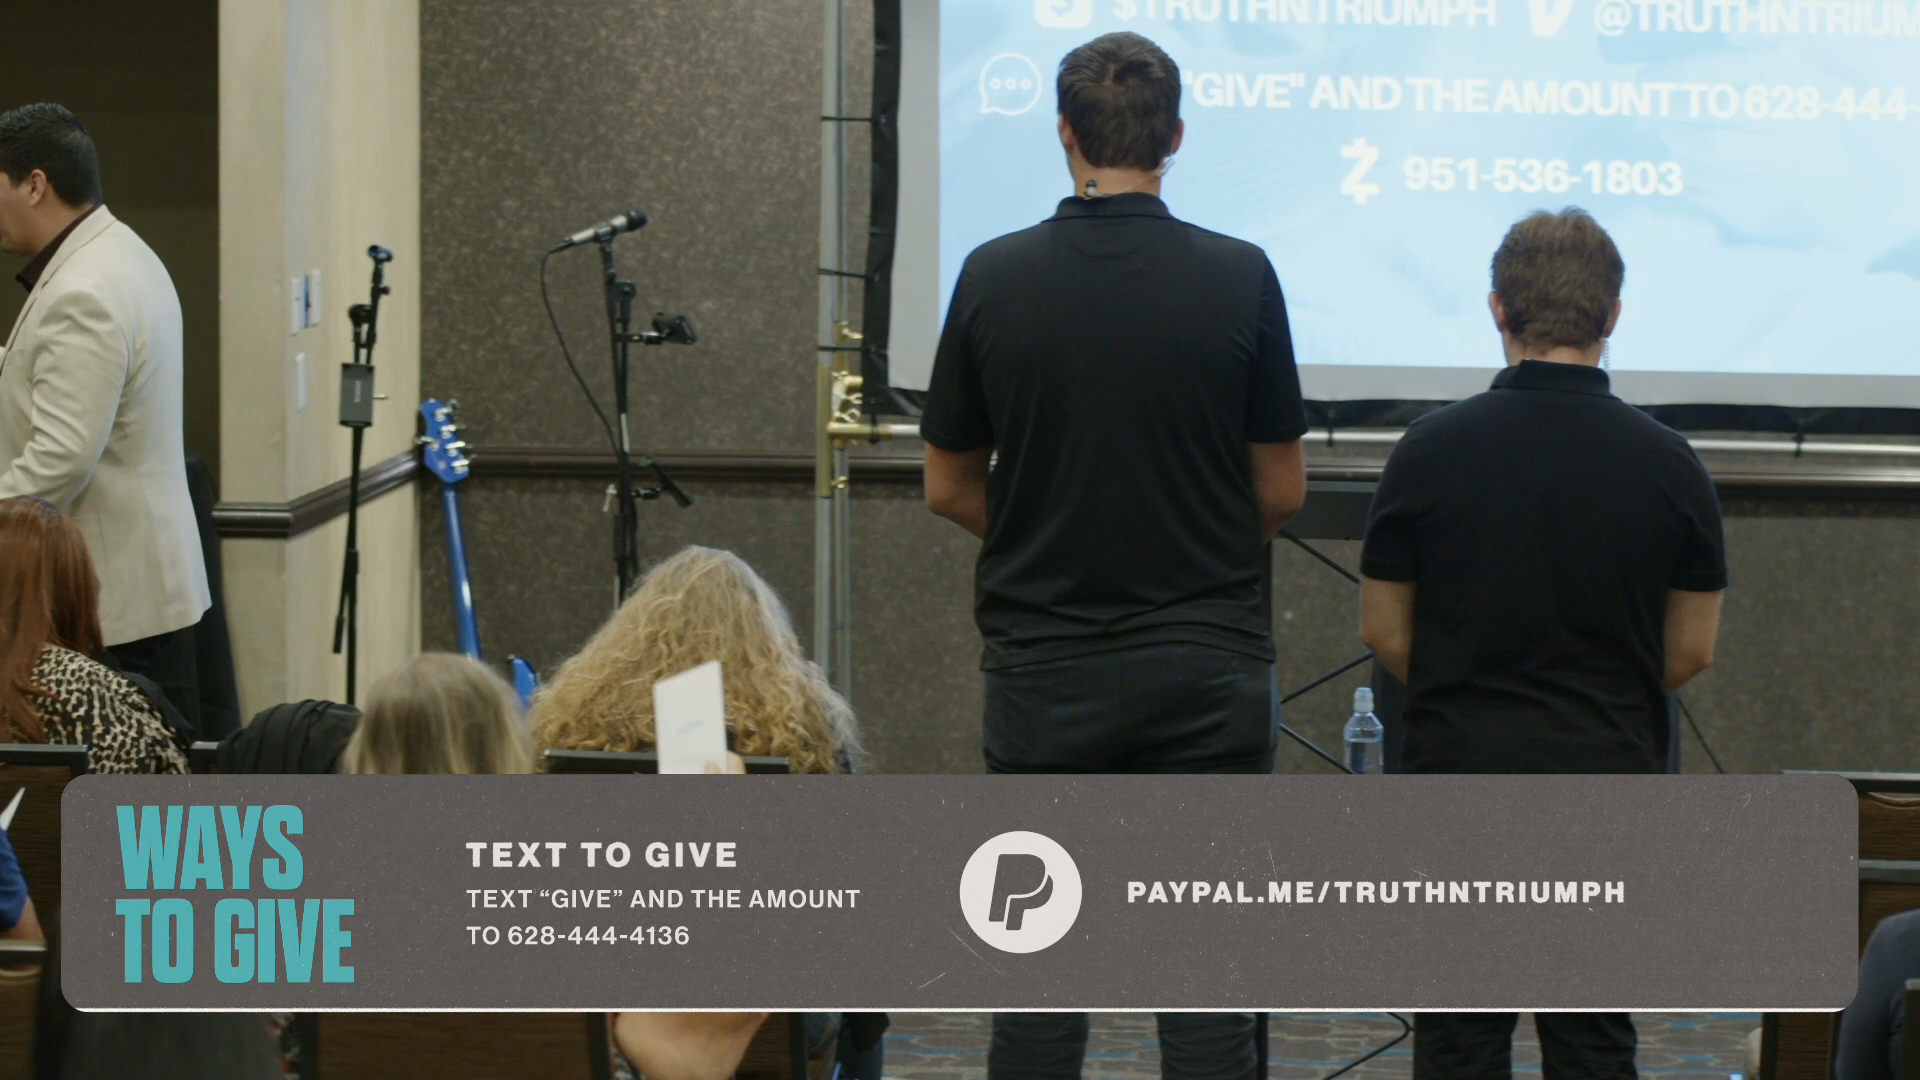 $TRUTHNTRIUMPH
"GIVE" AND THE AMOUNT TO 628-444-
951-536-1803
WAYS
TO GIVE
TEXT TO GIVE
TEXT “GIVE” AND THE AMOUNT
TO 628-444-4136
PAYPAL.ME/TRUTHNTRIUMPH